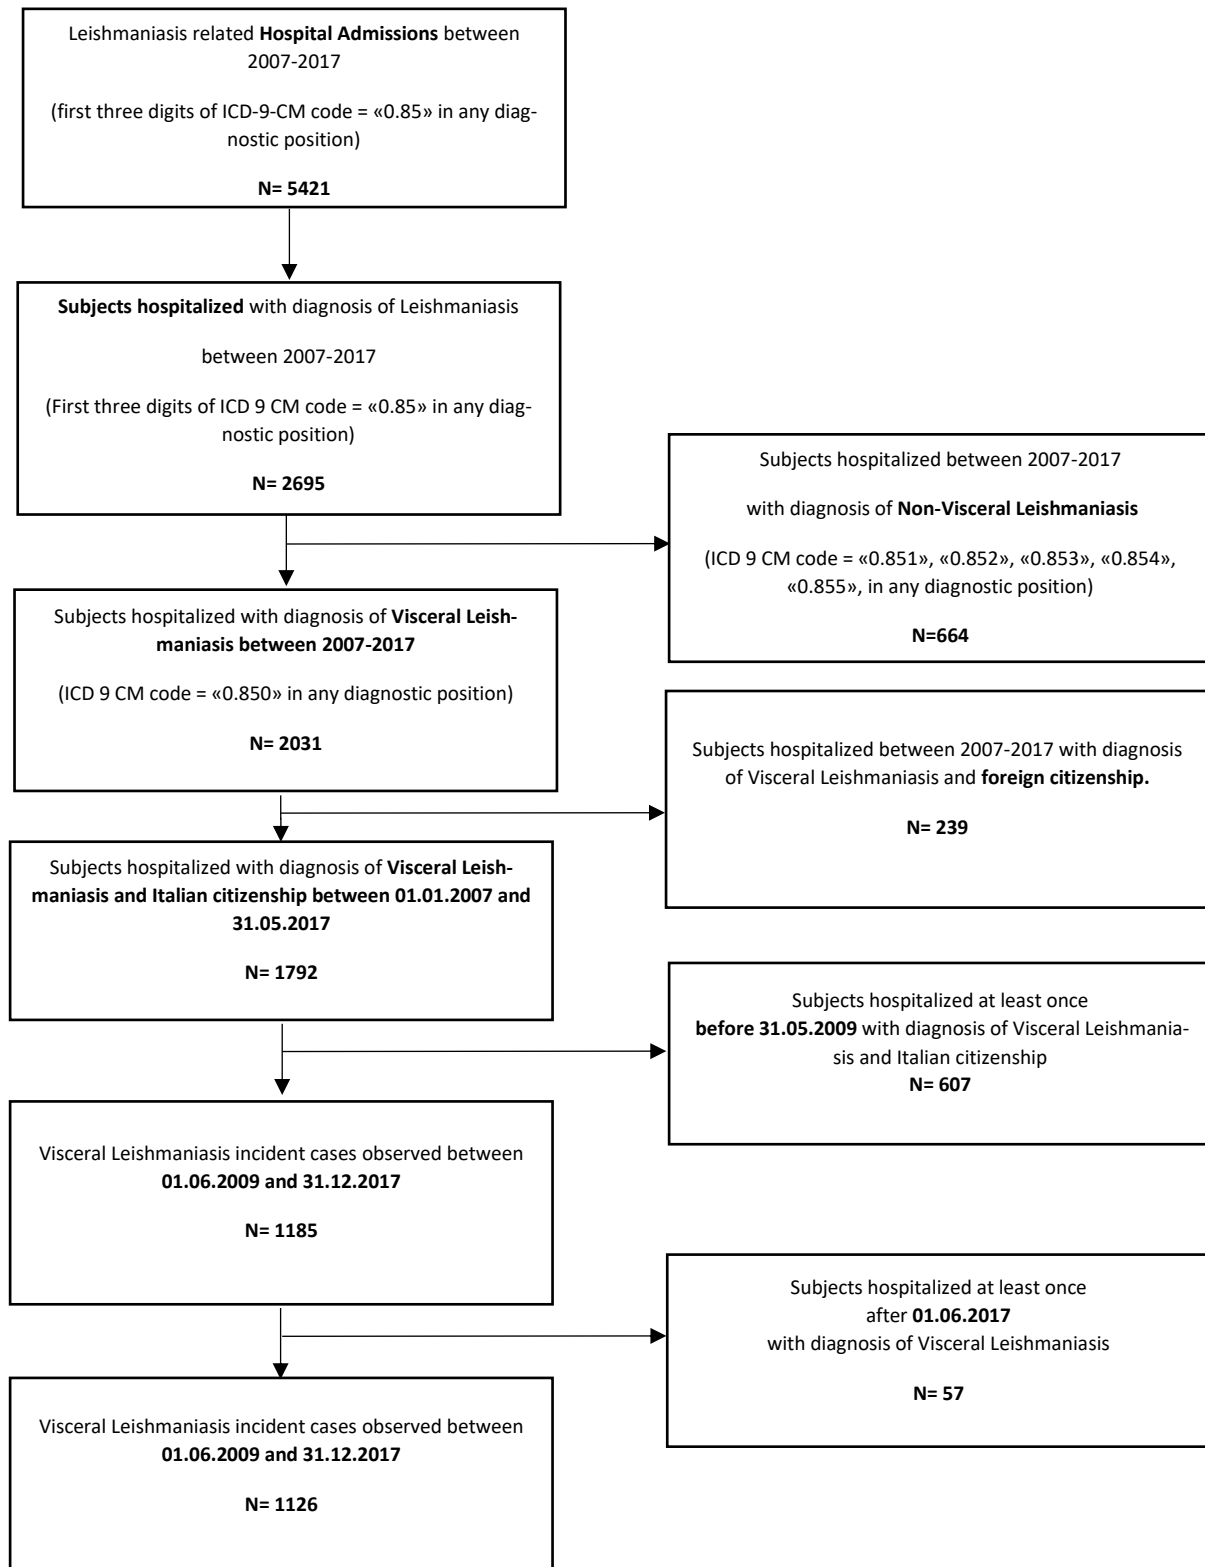 Leishmaniasis related Hospital Admissions between
2007-2017
(first three digits of ICD-9-CM code = «0.85» in any diag-
nostic position)
N= 5421
Subjects hospitalized with diagnosis of Leishmaniasis
between 2007-2017
(First three digits of ICD 9 CM code = «0.85» in any diag-
nostic position)
N= 2695
Subjects hospitalized between 2007-2017
with diagnosis of Non-Visceral Leishmaniasis
(ICD 9 CM code = «0.851», «0.852», «0.853», «0.854»,
«0.855», in any diagnostic position)
N=664
Subjects hospitalized with diagnosis of Visceral Leish-
maniasis between 2007-2017
(ICD 9 CM code = «0.850» in any diagnostic position)
N= 2031
Subjects hospitalized between 2007-2017 with diagnosis
of Visceral Leishmaniasis and foreign citizenship.
N= 239
Subjects hospitalized with diagnosis of Visceral Leish-
maniasis and Italian citizenship between 01.01.2007 and
31.05.2017
N= 1792
Subjects hospitalized at least once
before 31.05.2009 with diagnosis of Visceral Leishmania-
sis and Italian citizenship
N= 607
Visceral Leishmaniasis incident cases observed between
01.06.2009 and 31.12.2017
N= 1185
Subjects hospitalized at least once
after 01.06.2017
with diagnosis of Visceral Leishmaniasis
N= 57
Visceral Leishmaniasis incident cases observed between
01.06.2009 and 31.12.2017
N= 1126